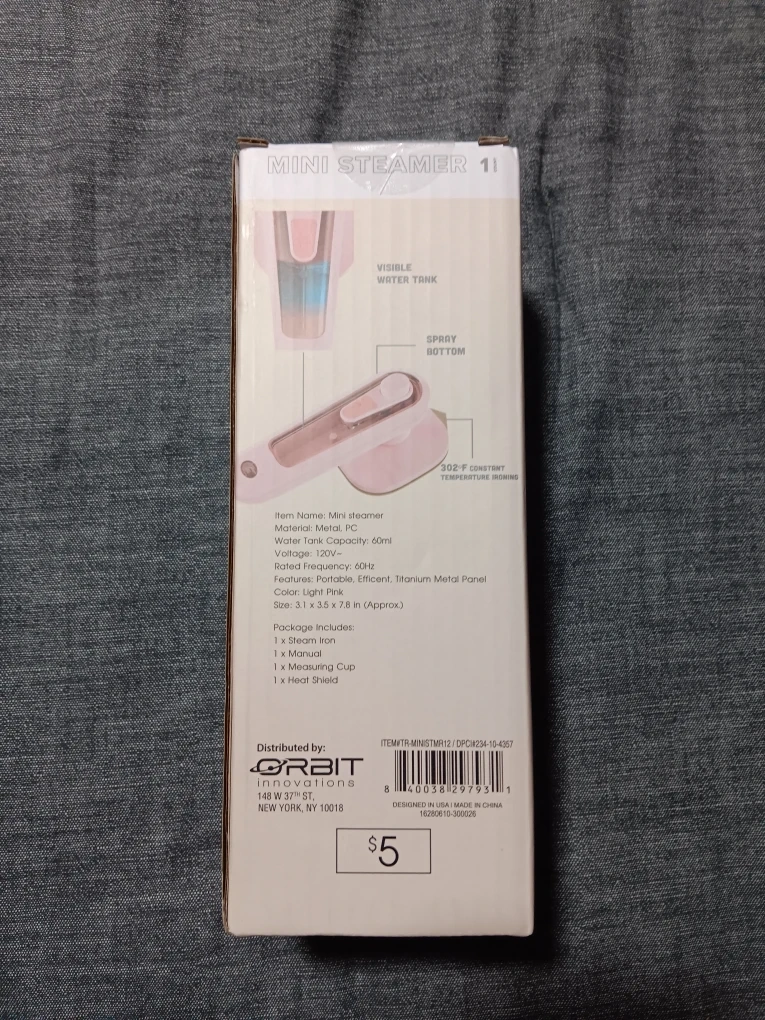 MINI STEAMER 1
VISIBLE
WATER TANK
SPRAY
BOTTOM
302°F CONSTANT
TEMPERATURE IRONING
Item Name: Mini steamer
Material: Metal, PC
Water Tank Capacity: 60ml
Voltage: 120V~
Rated Frequency: 60Hz
Features: Portable, Efficent, Titanium Metal Panel
Color: Light Pink
Size: 3.1 x 3.5 x 7.8 in (Approx.)
Package Includes:
1 x Steam Iron
1 x Manual
1 x Measuring Cup
1 x Heat Shield
Distributed by:
ORBIT
innovations
148 W 37TH ST,
NEW YORK, NY 10018
ITEM#TR-MINISTMR12 / DPCI#234-10-4357
8 40038 29793 1
DESIGNED IN USA I MADE IN CHINA
16280610-300026
$5